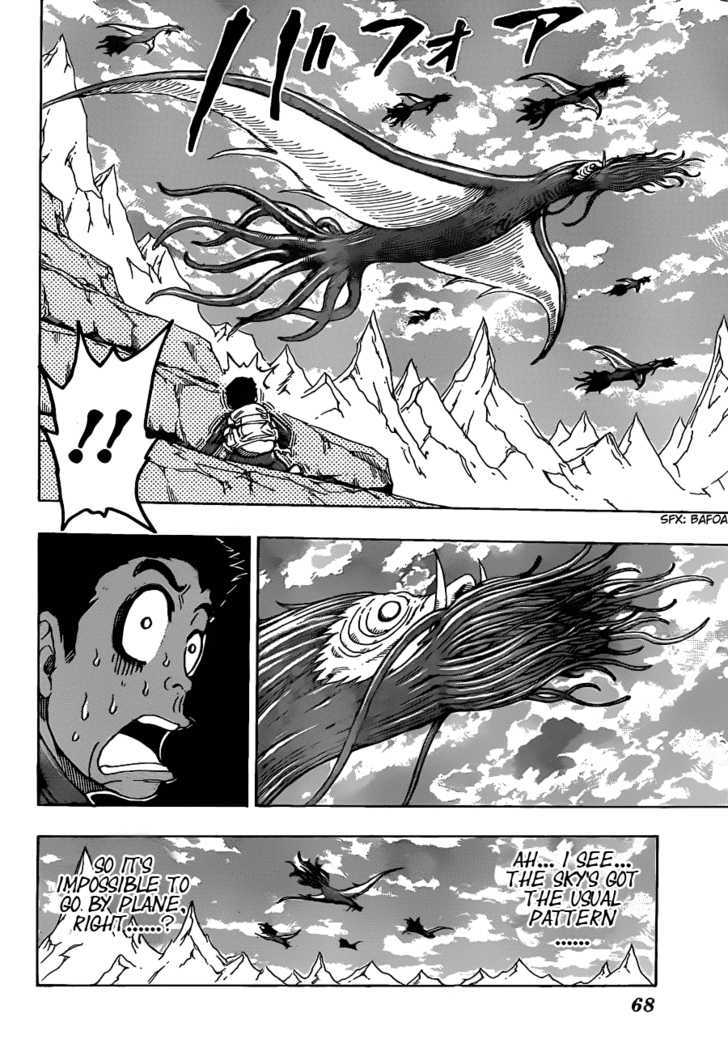 バフォア
!!
SFX: BAFOA
AH... I SEE...
THE SKY'S GOT
THE USUAL
PATTERN
......
SO IT'S
IMPOSSIBLE TO
GO BY PLANE,
RIGHT......?
68